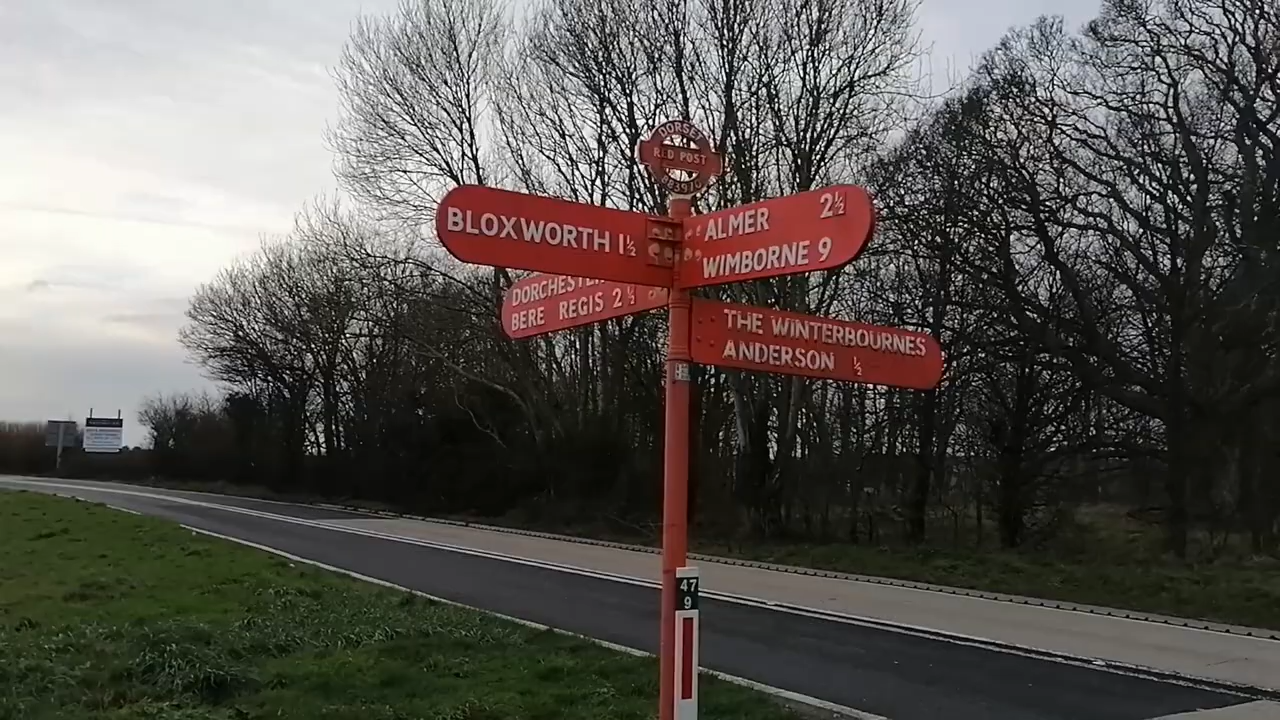 DORSET
RED POST
BLOXWORTH 1½
ALMER 2½
WIMBORNE 9
DORCHESTER
BERE REGIS 2½
THE WINTERBOURNES
ANDERSON ½
47
9